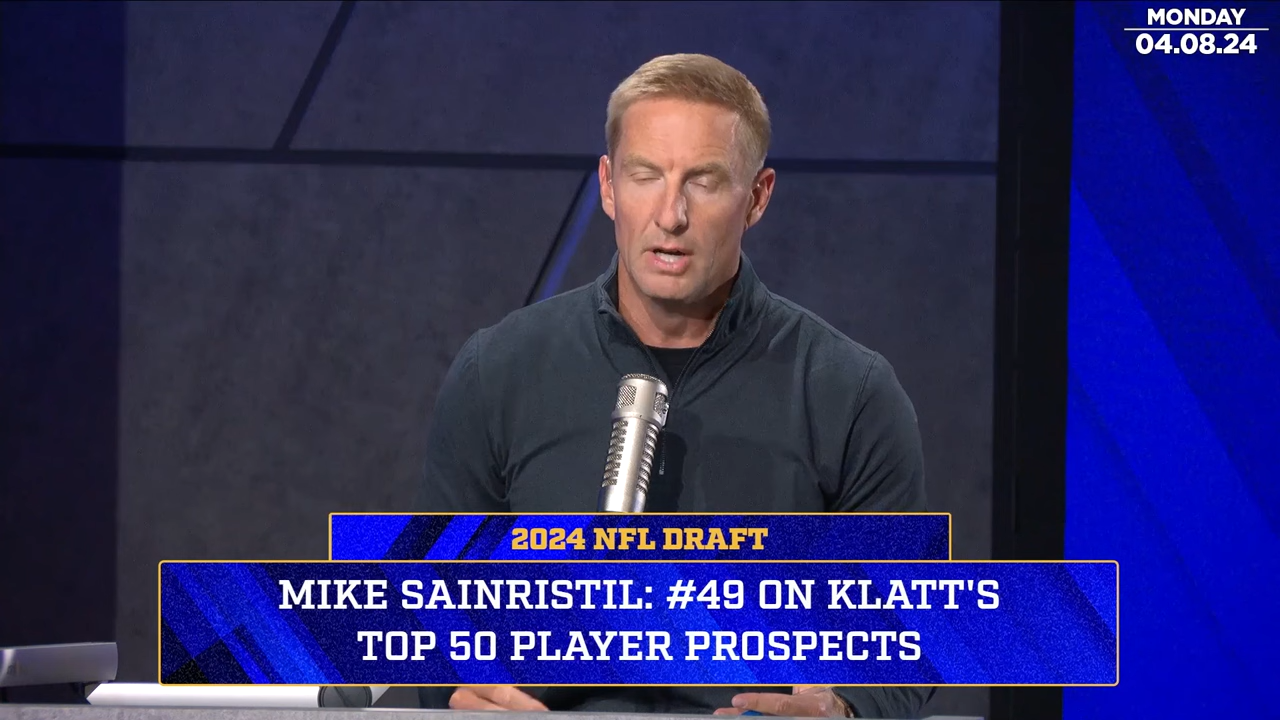 MONDAY
04.08.24
2024 NFL DRAFT
MIKE SAINRISTIL: #49 ON KLATT'S
TOP 50 PLAYER PROSPECTS